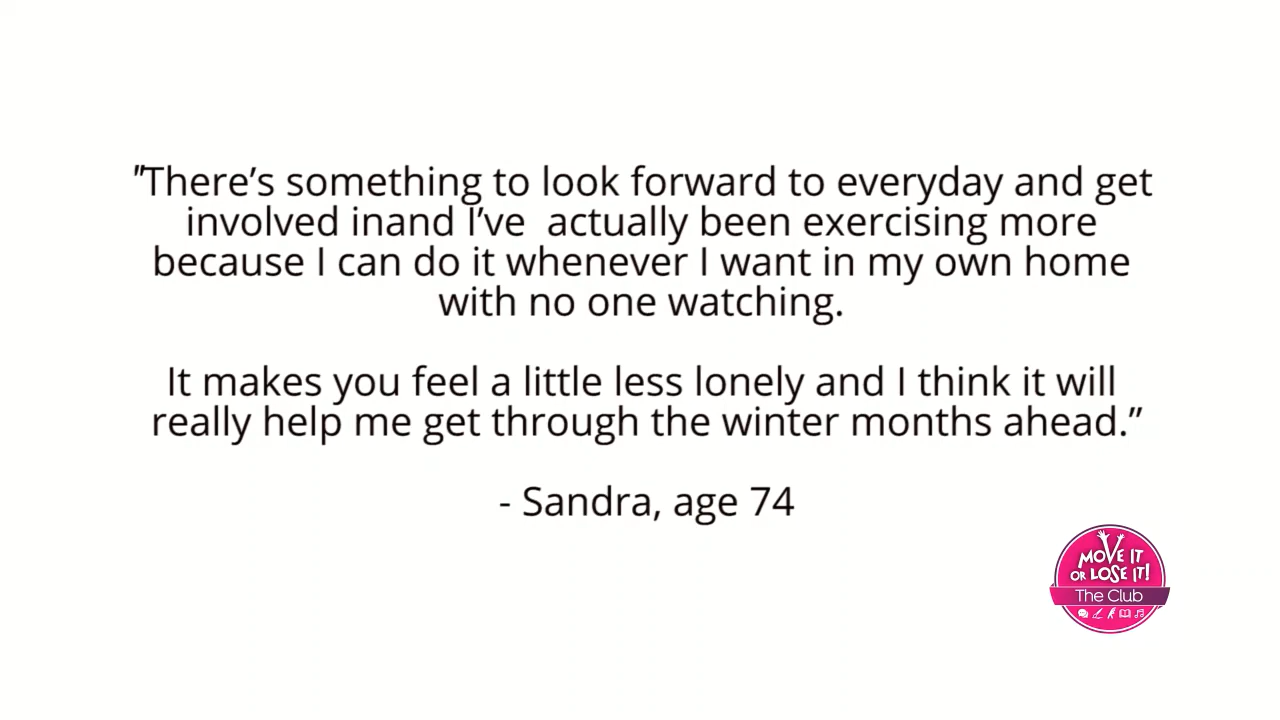 "There’s something to look forward to everyday and get
involved inand I’ve  actually been exercising more
because I can do it whenever I want in my own home
with no one watching.
It makes you feel a little less lonely and I think it will
really help me get through the winter months ahead.”
- Sandra, age 74
MOVE IT
OR LOSE IT!
The Club